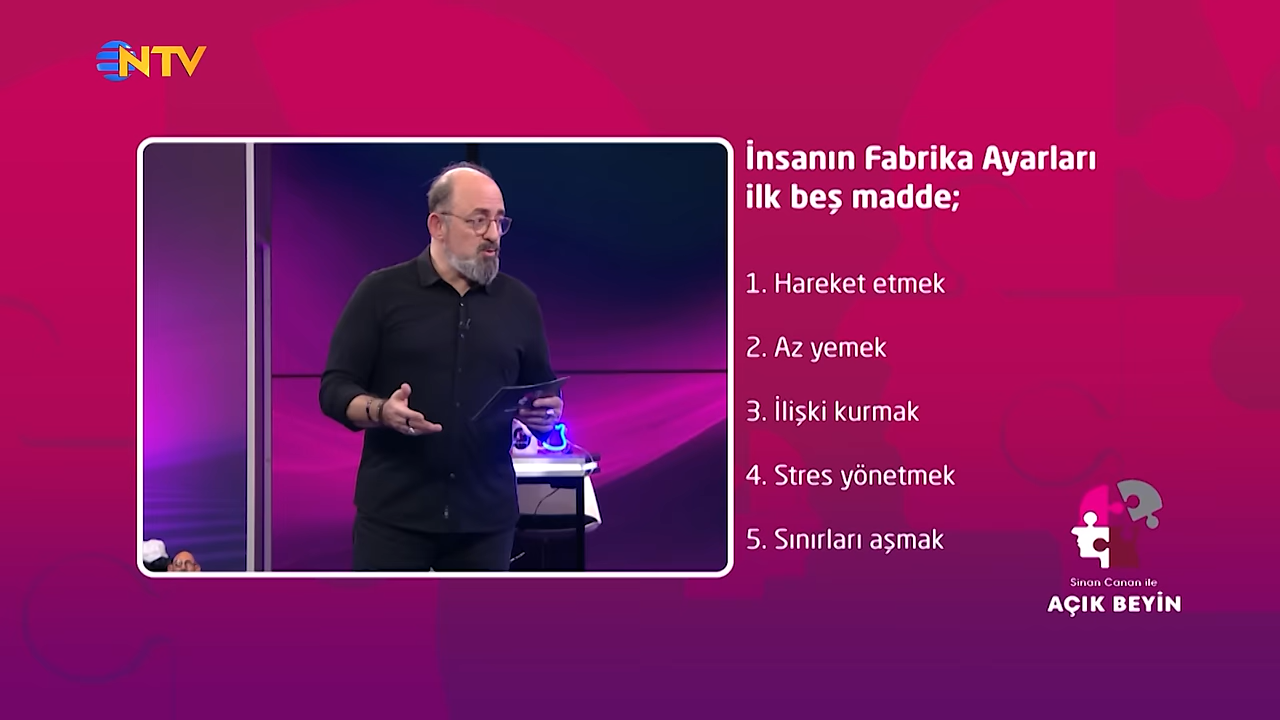 NTV
İnsanın Fabrika Ayarları
ilk beş madde;
1. Hareket etmek
2. Az yemek
3. İlişki kurmak
4. Stres yönetmek
5. Sınırları aşmak
Sinan Canan ile
AÇIK BEYİN